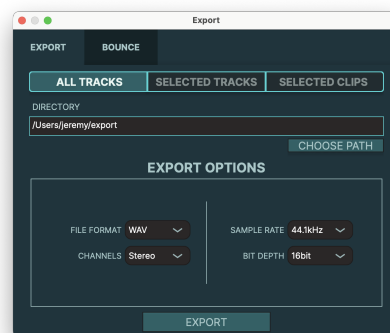 Export
EXPORT BOUNCE
ALL TRACKS SELECTED TRACKS SELECTED CLIPS
DIRECTORY
/Users/jeremy/export
CHOOSE PATH
EXPORT OPTIONS
FILE FORMAT WAV SAMPLE RATE 44.1kHz
CHANNELS Stereo BIT DEPTH 16bit
EXPORT